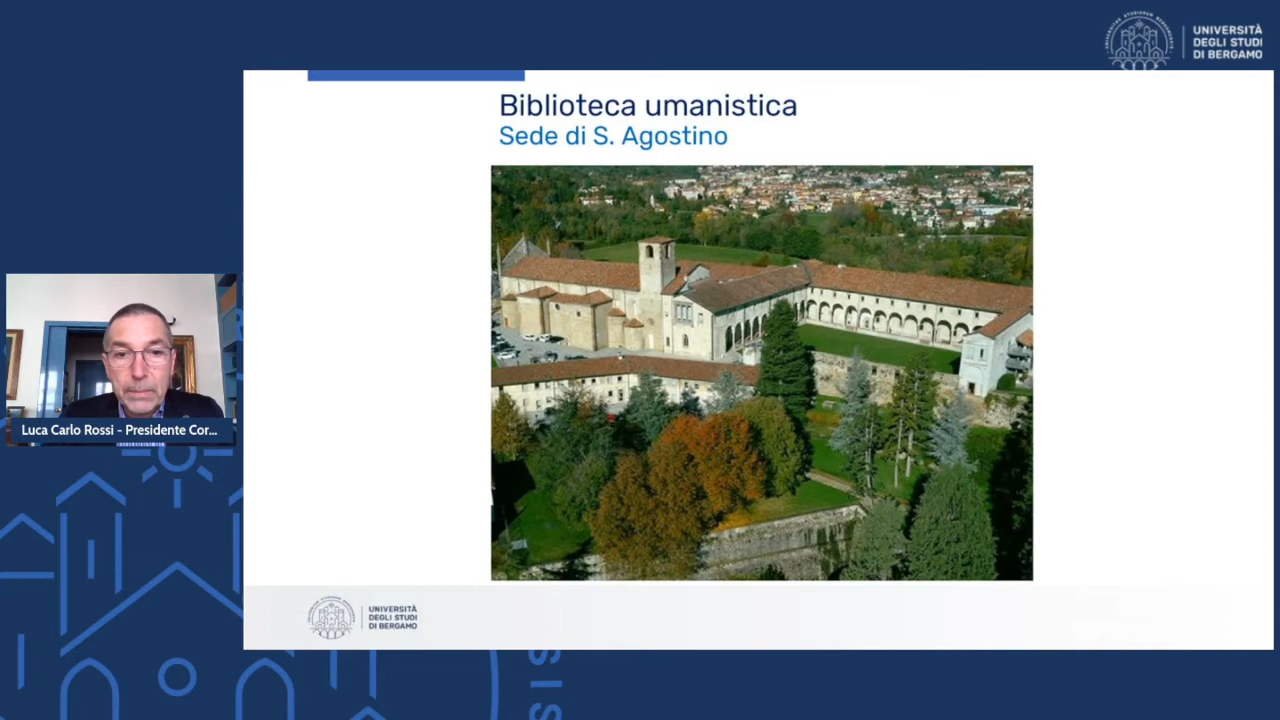 UNIVERSITÀ
DEGLI STUDI
DI BERGAMO
Biblioteca umanistica
Sede di S. Agostino
Luca Carlo Rossi - Presidente Cor...
UNIVERSITÀ
DEGLI STUDI
DI BERGAMO
SIS